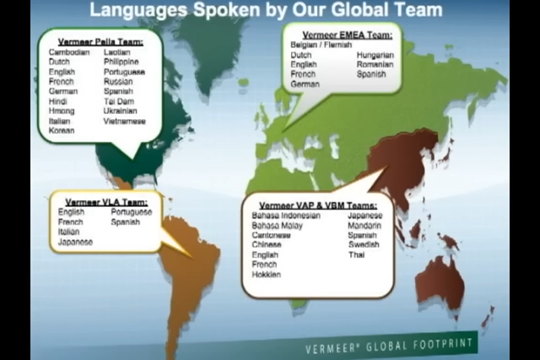 Languages Spoken by Our Global Team
Vermeer Pella Team:
Cambodian
Dutch
English
French
German
Hindi
Hmong
Italian
Korean
Laotian
Philippine
Portuguese
Russian
Spanish
Tai Dam
Ukrainian
Vietnamese
Vermeer EMEA Team:
Belgian / Flemish
Dutch
English
French
German
Hungarian
Romanian
Spanish
Vermeer VLA Team:
English
French
Italian
Japanese
Portuguese
Spanish
Vermeer VAP & VBM Teams:
Bahasa Indonesian
Bahasa Malay
Cantonese
Chinese
English
French
Hokkien
Japanese
Mandarin
Spanish
Swedish
Thai
VERMEER® GLOBAL FOOTPRINT